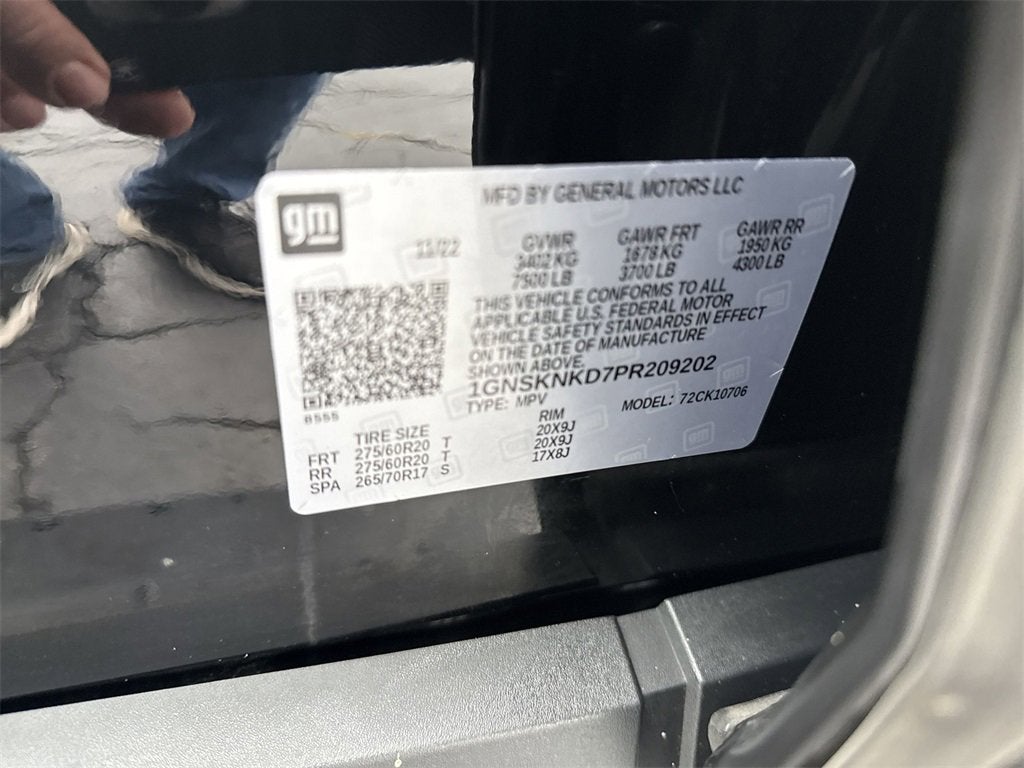 gm
MFD BY GENERAL MOTORS LLC
11/22
GVWR GAWR FRT GAWR RR
3402 KG 1678 KG 1950 KG
7500 LB 3700 LB 4300 LB
THIS VEHICLE CONFORMS TO ALL
APPLICABLE U.S. FEDERAL MOTOR
VEHICLE SAFETY STANDARDS IN EFFECT
ON THE DATE OF MANUFACTURE
SHOWN ABOVE.
1GNSKNKD7PR209202
TYPE: MPV MODEL: 72CK10706
8555
TIRE SIZE RIM
FRT 275/60R20 T 20X9J
RR 275/60R20 T 20X9J
SPA 265/70R17 S 17X8J